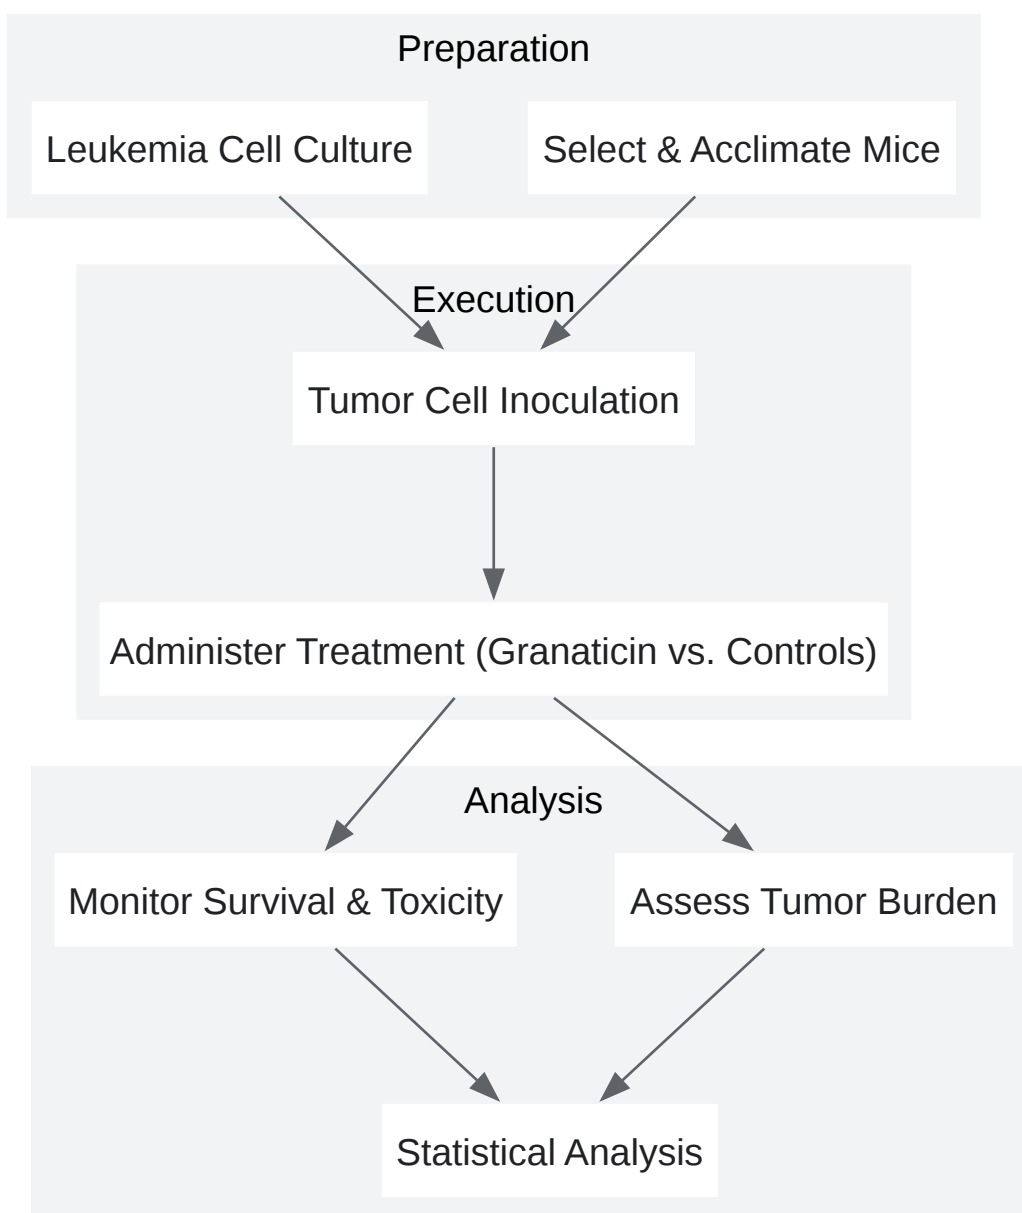 Preparation
Leukemia Cell Culture
Select & Acclimate Mice
Execution
Tumor Cell Inoculation
Administer Treatment (Granaticin vs. Controls)
Analysis
Monitor Survival & Toxicity
Assess Tumor Burden
Statistical Analysis